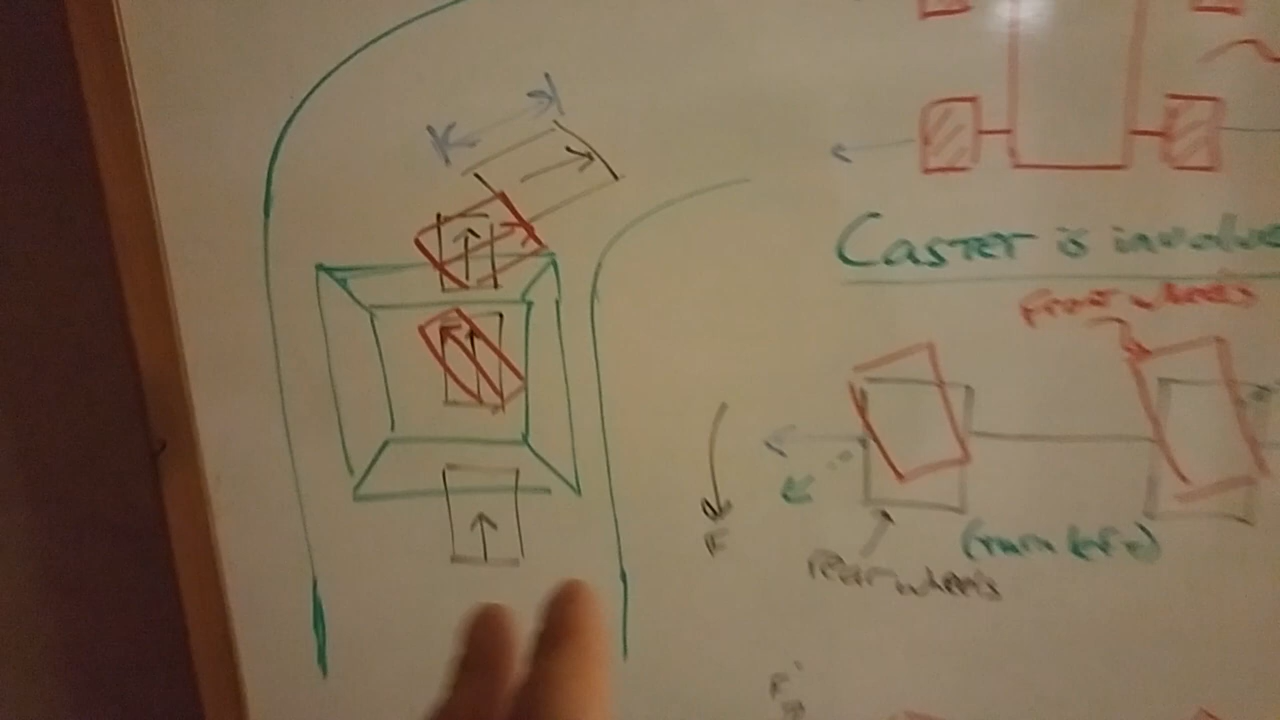 Caster is involve
front wheels
F
(turn left)
rear wheels
F